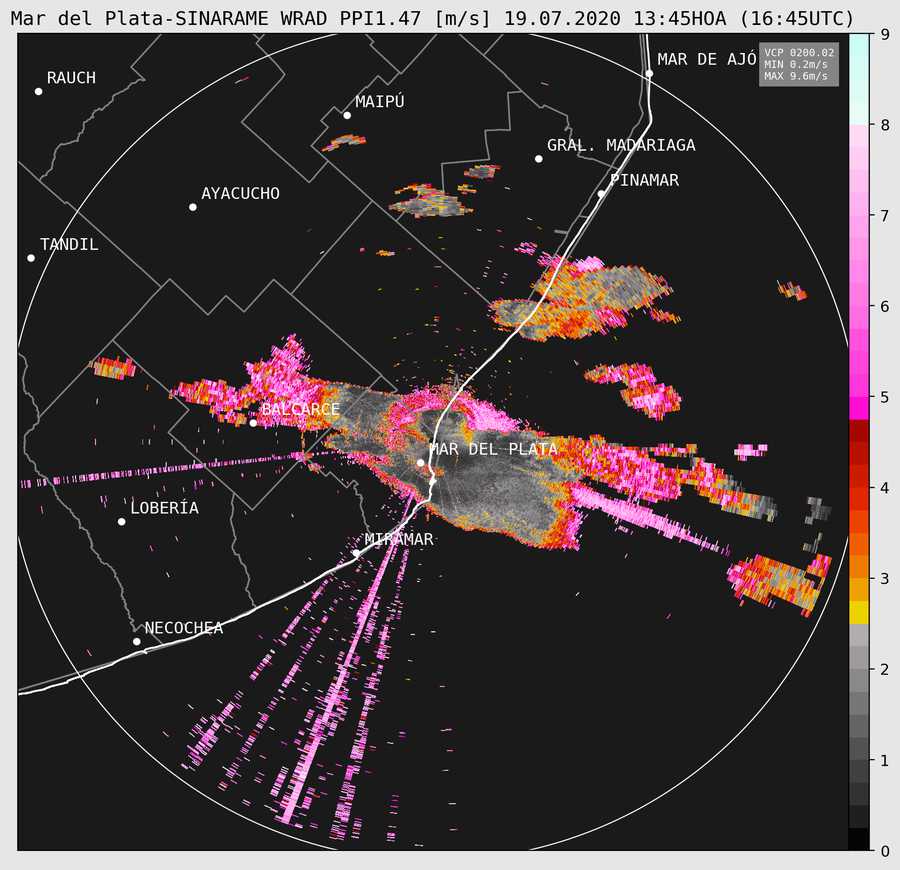 Mar del Plata-SINARAME WRAD PPI1.47 [m/s] 19.07.2020 13:45HOA (16:45UTC)
VCP 0200.02
MIN 0.2m/s
MAX 9.6m/s
MAR DE AJÓ
RAUCH
MAIPÚ
GRAL. MADARIAGA
PINAMAR
AYACUCHO
TANDIL
BALCARCE
MAR DEL PLATA
LOBERÍA
MIRAMAR
NECOCHEA
9
8
7
6
5
4
3
2
1
0